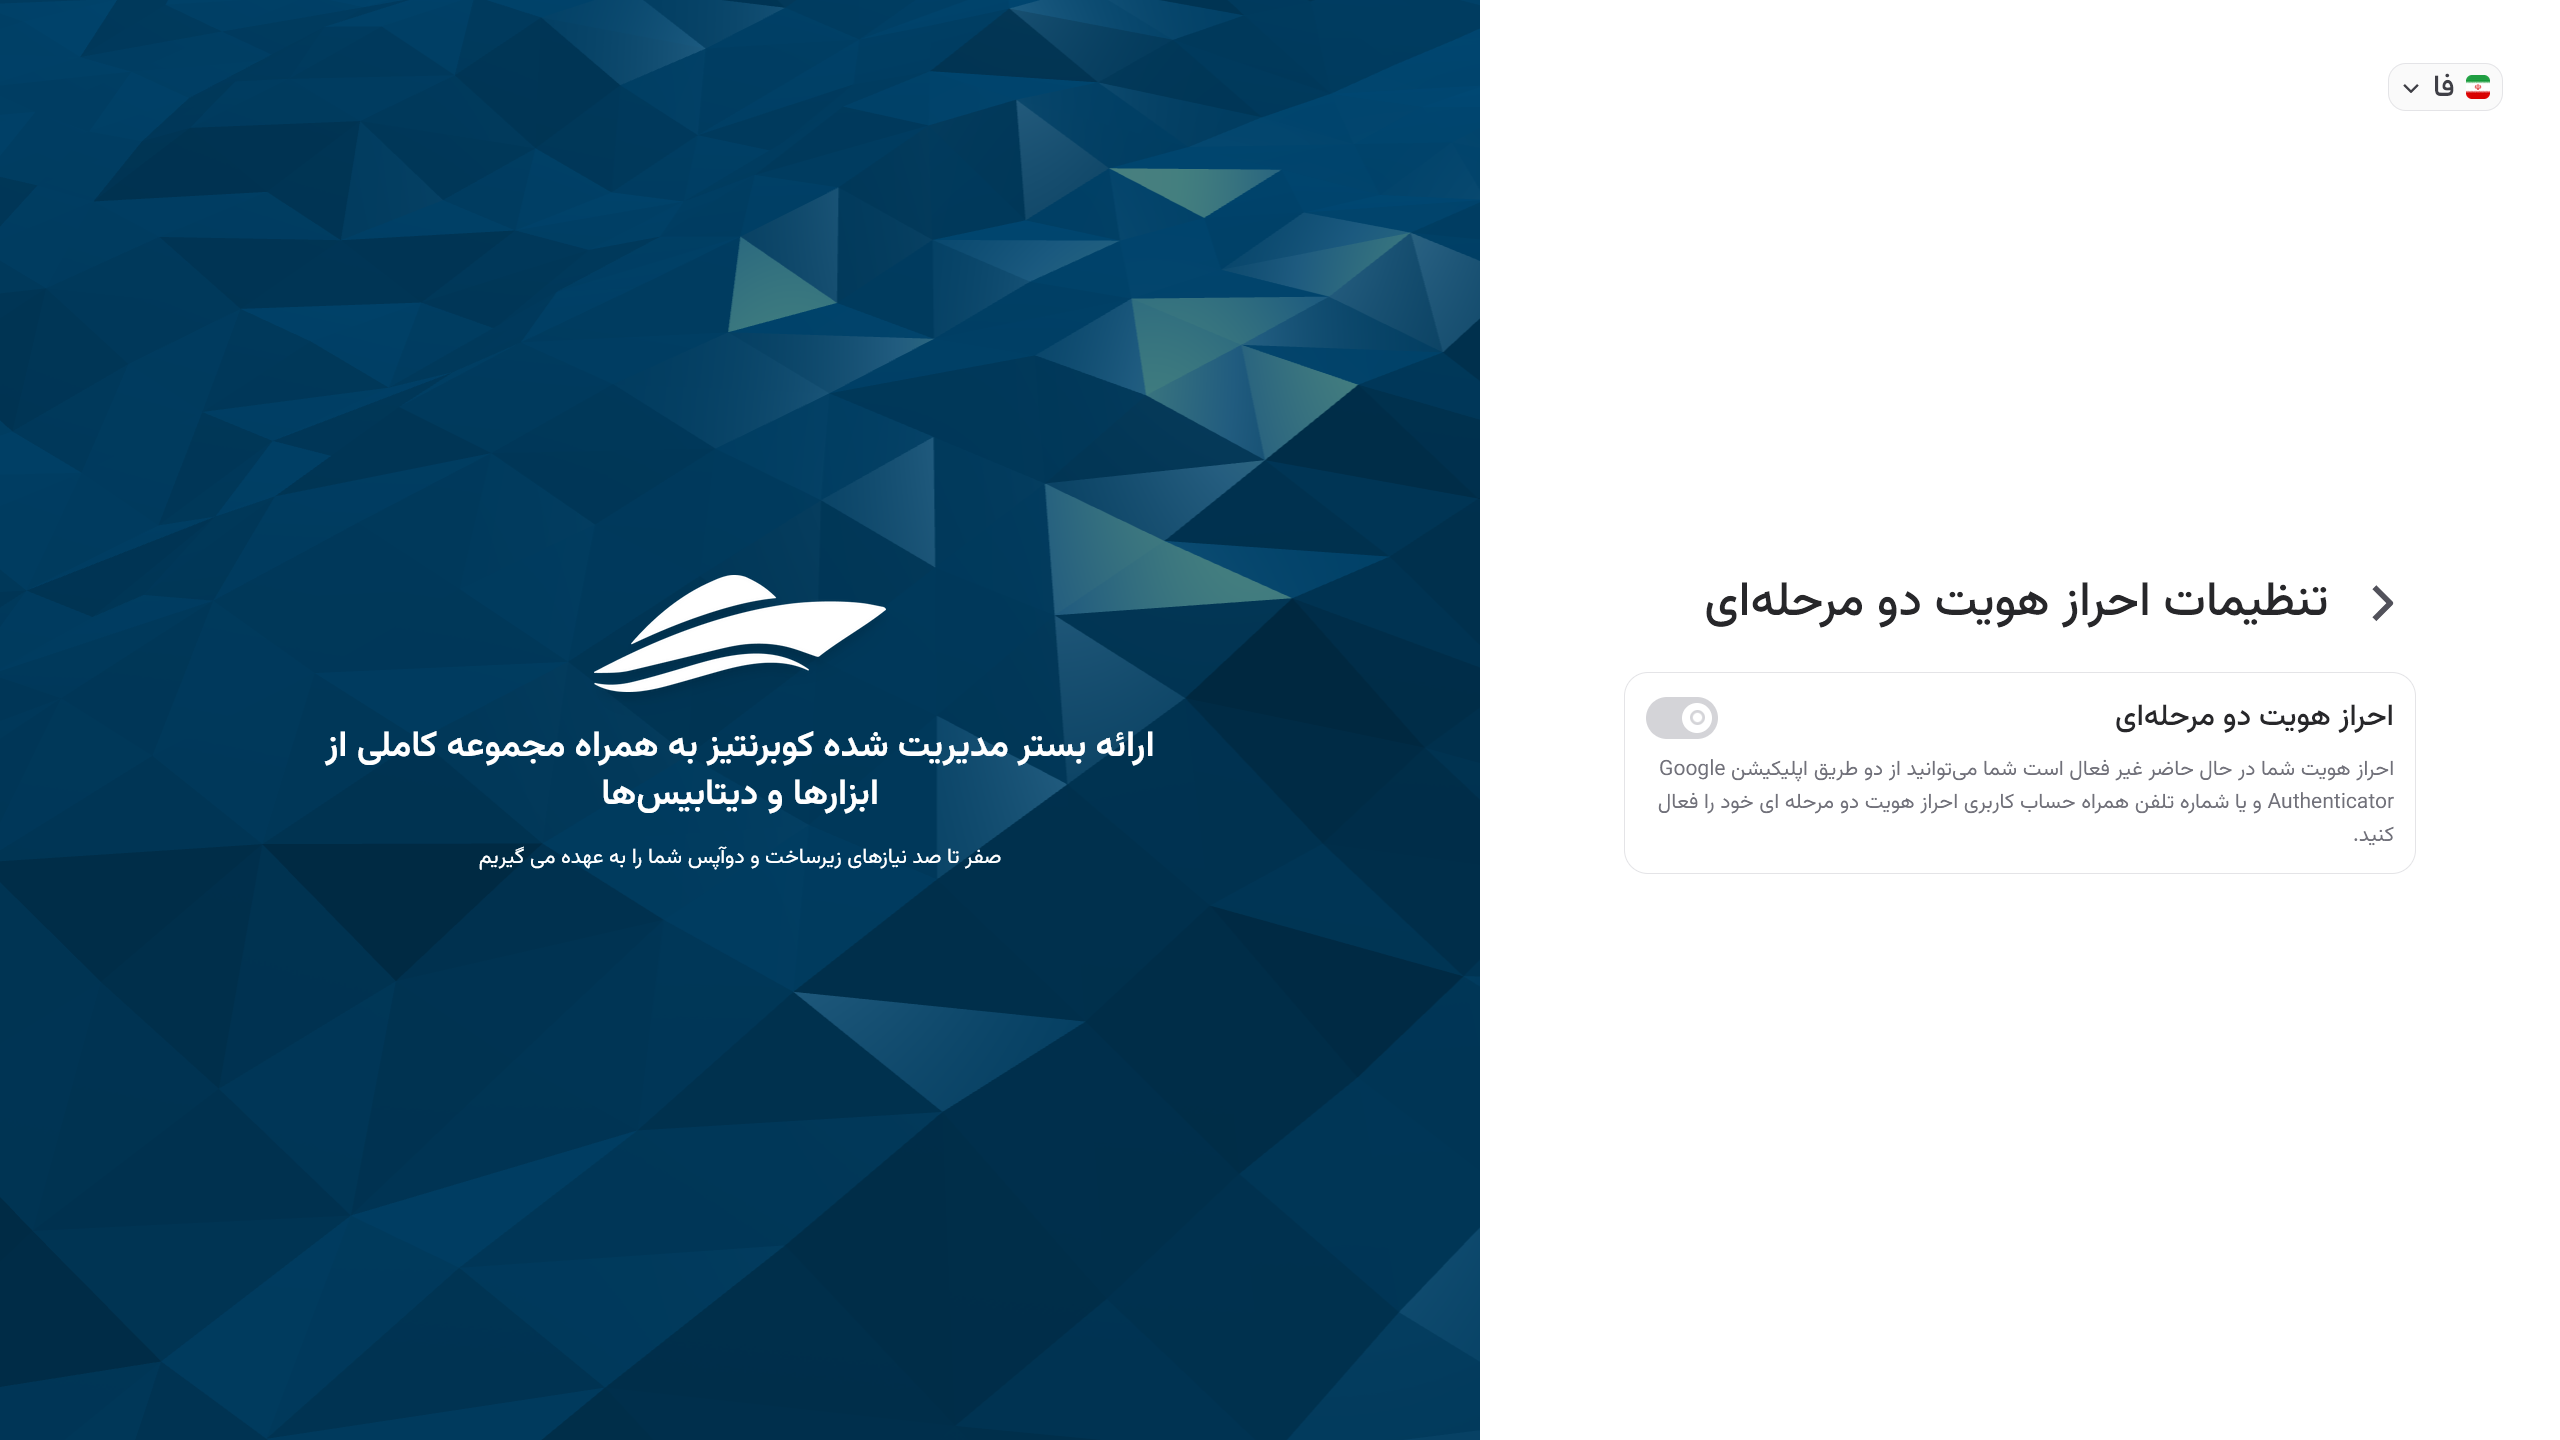 فا
تنظیمات احراز هویت دو مرحله‌ای
احراز هویت دو مرحله‌ای
احراز هویت شما در حال حاضر غیر فعال است شما می‌توانید از دو طریق اپلیکیشن Google
Authenticator و یا شماره تلفن همراه حساب کاربری احراز هویت دو مرحله ای خود را فعال
کنید.
ارائه بستر مدیریت شده کوبرنتیز به همراه مجموعه کاملی از
ابزارها و دیتابیس‌ها
صفر تا صد نیازهای زیرساخت و دوآپس شما را به عهده می گیریم